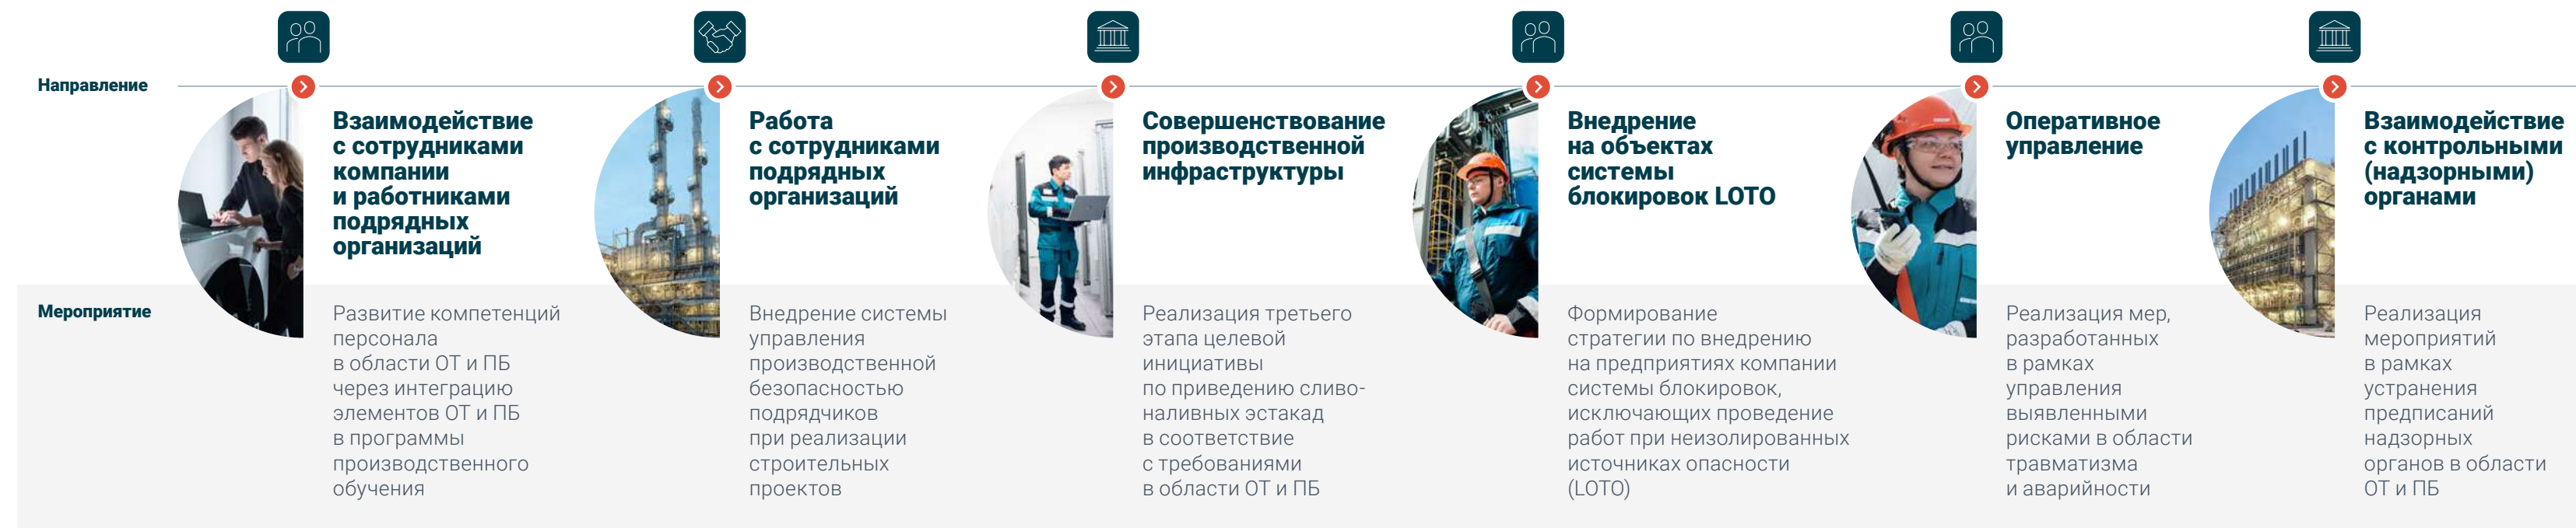 Направление
Взаимодействие
с сотрудниками
компании
и работниками
подрядных
организаций
Работа
с сотрудниками
подрядных
организаций
Совершенствование
производственной
инфраструктуры
Внедрение
на объектах
системы
блокировок LOTO
Оперативное
управление
Взаимодействие
с контрольными
(надзорными)
органами
Мероприятие
Развитие компетенций
персонала
в области ОТ и ПБ
через интеграцию
элементов ОТ и ПБ
в программы
производственного
обучения
Внедрение системы
управления
производственной
безопасностью
подрядчиков
при реализации
строительных
проектов
Реализация третьего
этапа целевой
инициативы
по приведению сливо-
наливных эстакад
в соответствие
с требованиями
в области ОТ и ПБ
Формирование
стратегии по внедрению
на предприятиях компании
системы блокировок,
исключающих проведение
работ при неизолированных
источниках опасности
(LOTO)
Реализация мер,
разработанных
в рамках
управления
выявленными
рисками в области
травматизма
и аварийности
Реализация
мероприятий
в рамках
устранения
предписаний
надзорных
органов в области
ОТ и ПБ